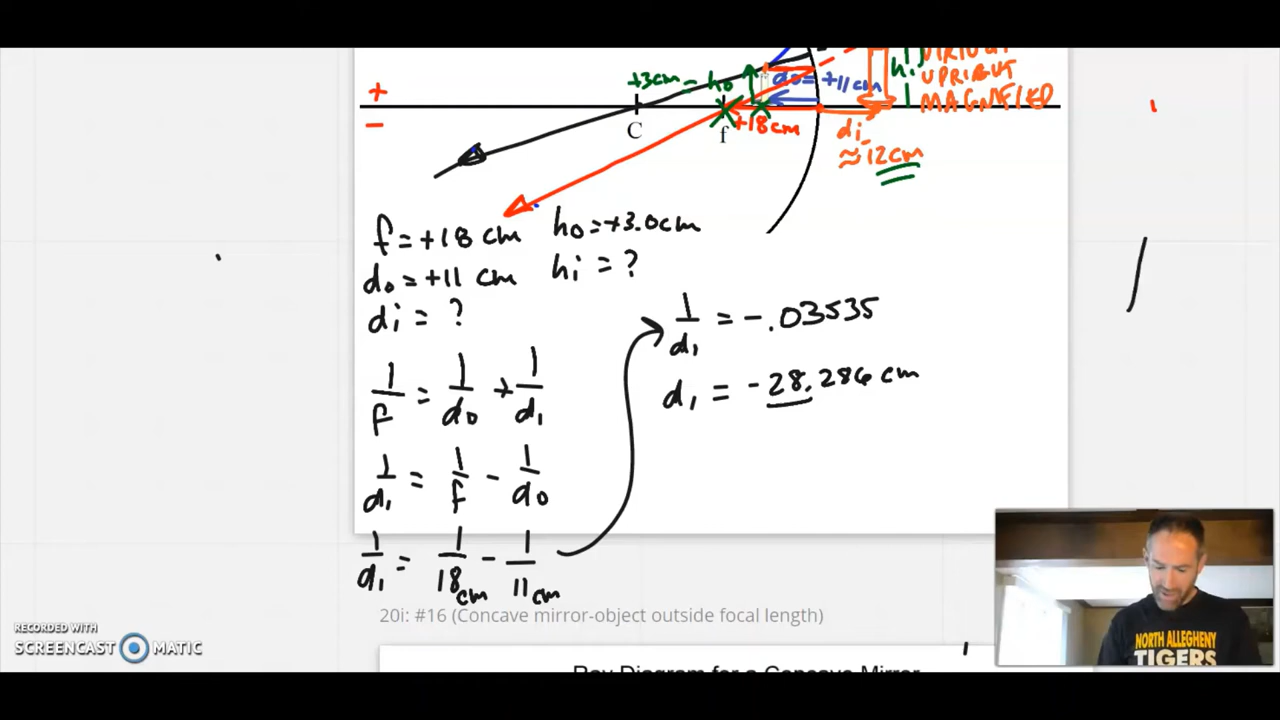 VIRTUAL
UPRIGHT
MAGNIFIED
hi
+3cm = ho
do = +11cm
+
−
C
f
+18cm
di
≈12cm
f = +18 cm
ho = +3.0cm
do = +11 cm
hi = ?
di = ?
1/f = 1/do + 1/di
1/di = 1/f − 1/do
1/di = 1/18cm − 1/11cm
1/di = -.03535
di = -28.286 cm
20i: #16 (Concave mirror-object outside focal length)
Ray Diagram for a Concave Mirror
RECORDED WITH
SCREENCAST MATIC
NORTH ALLEGHENY
TIGERS